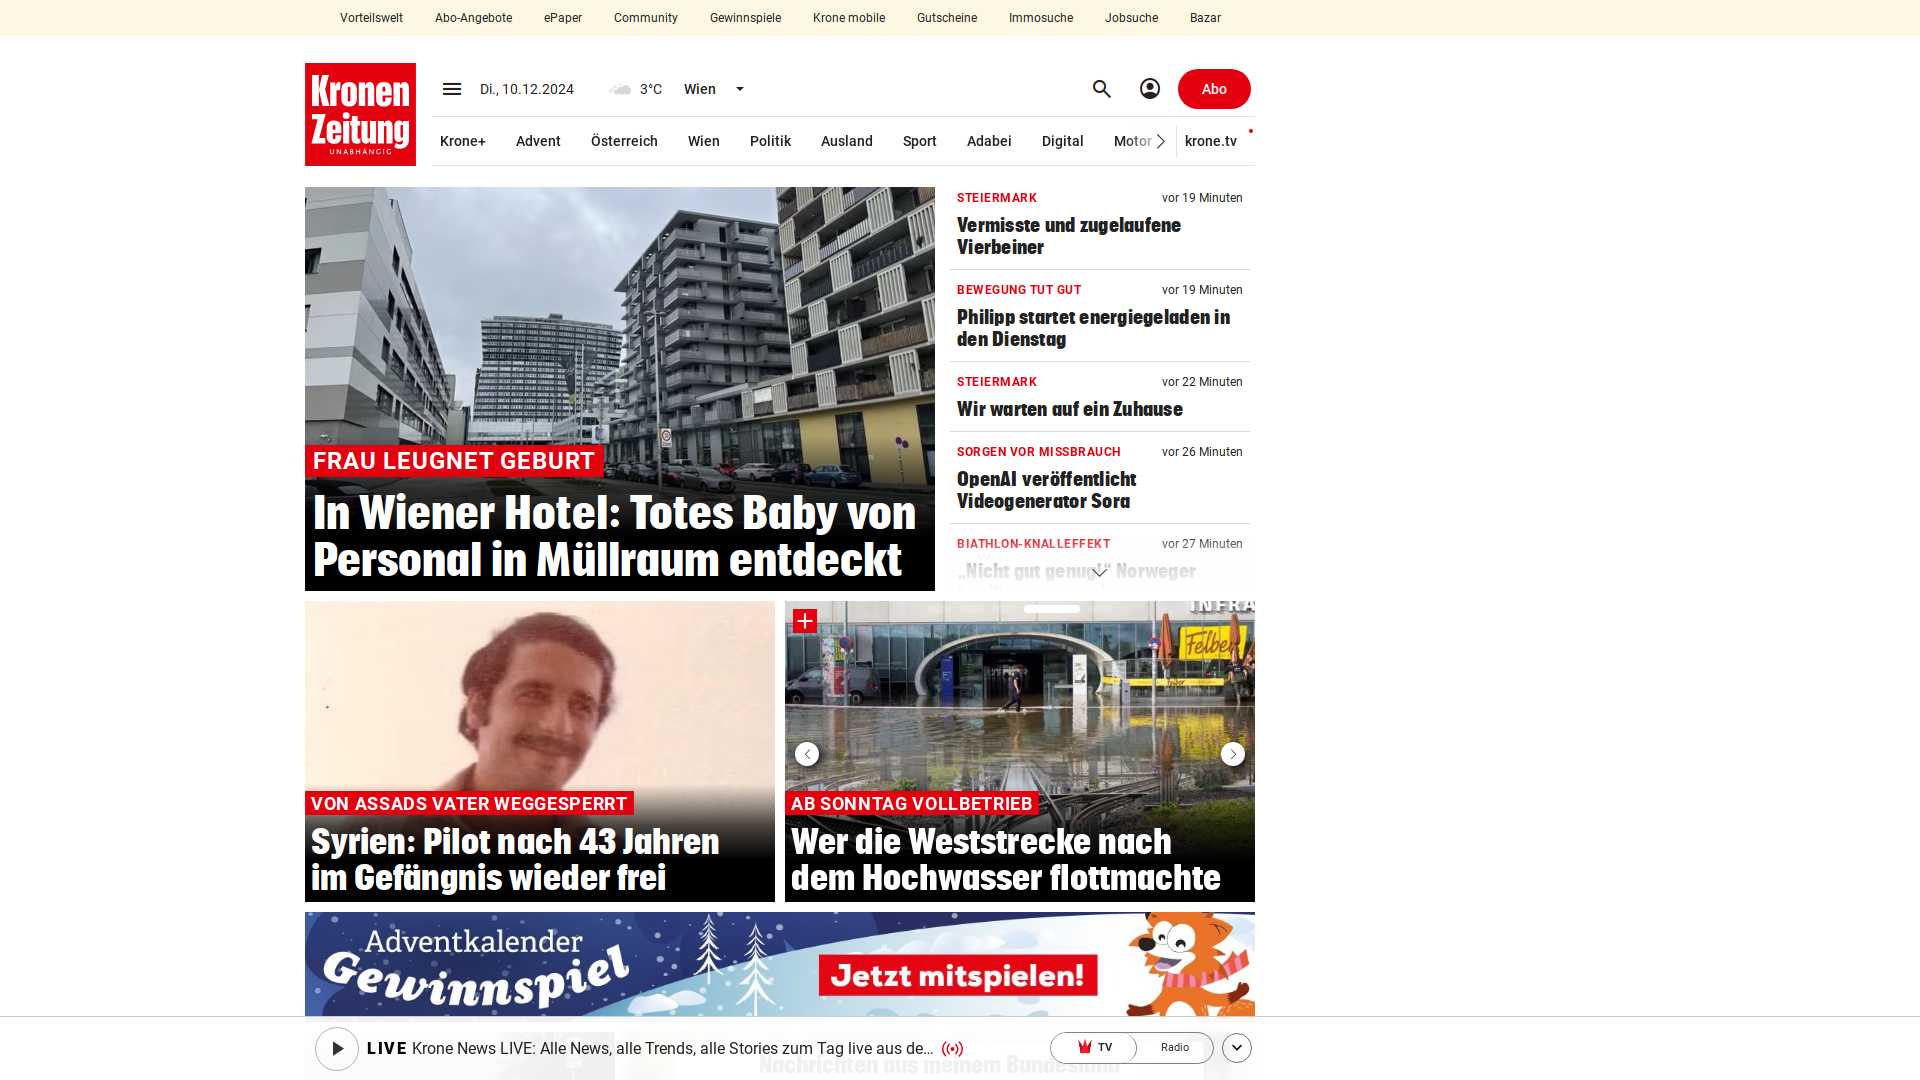 Vorteilswelt Abo-Angebote ePaper Community Gewinnspiele Krone mobile Gutscheine Immosuche Jobsuche Bazar
Kronen
Zeitung
UNABHÄNGIG
Di., 10.12.2024 3°C Wien Abo
Krone+ Advent Österreich Wien Politik Ausland Sport Adabei Digital Motor krone.tv
FRAU LEUGNET GEBURT
In Wiener Hotel: Totes Baby von
Personal in Müllraum entdeckt
STEIERMARK vor 19 Minuten
Vermisste und zugelaufene
Vierbeiner
BEWEGUNG TUT GUT vor 19 Minuten
Philipp startet energiegeladen in
den Dienstag
STEIERMARK vor 22 Minuten
Wir warten auf ein Zuhause
SORGEN VOR MISSBRAUCH vor 26 Minuten
OpenAI veröffentlicht
Videogenerator Sora
BIATHLON-KNALLEFFEKT vor 27 Minuten
„Nicht gut genug!“ Norweger
VON ASSADS VATER WEGGESPERRT
Syrien: Pilot nach 43 Jahren
im Gefängnis wieder frei
INFRA
Felber
AB SONNTAG VOLLBETRIEB
Wer die Weststrecke nach
dem Hochwasser flottmachte
Adventkalender
Gewinnspiel
Jetzt mitspielen!
LIVE Krone News LIVE: Alle News, alle Trends, alle Stories zum Tag live aus de... TV Radio
Nachrichten aus meinem Bundesland